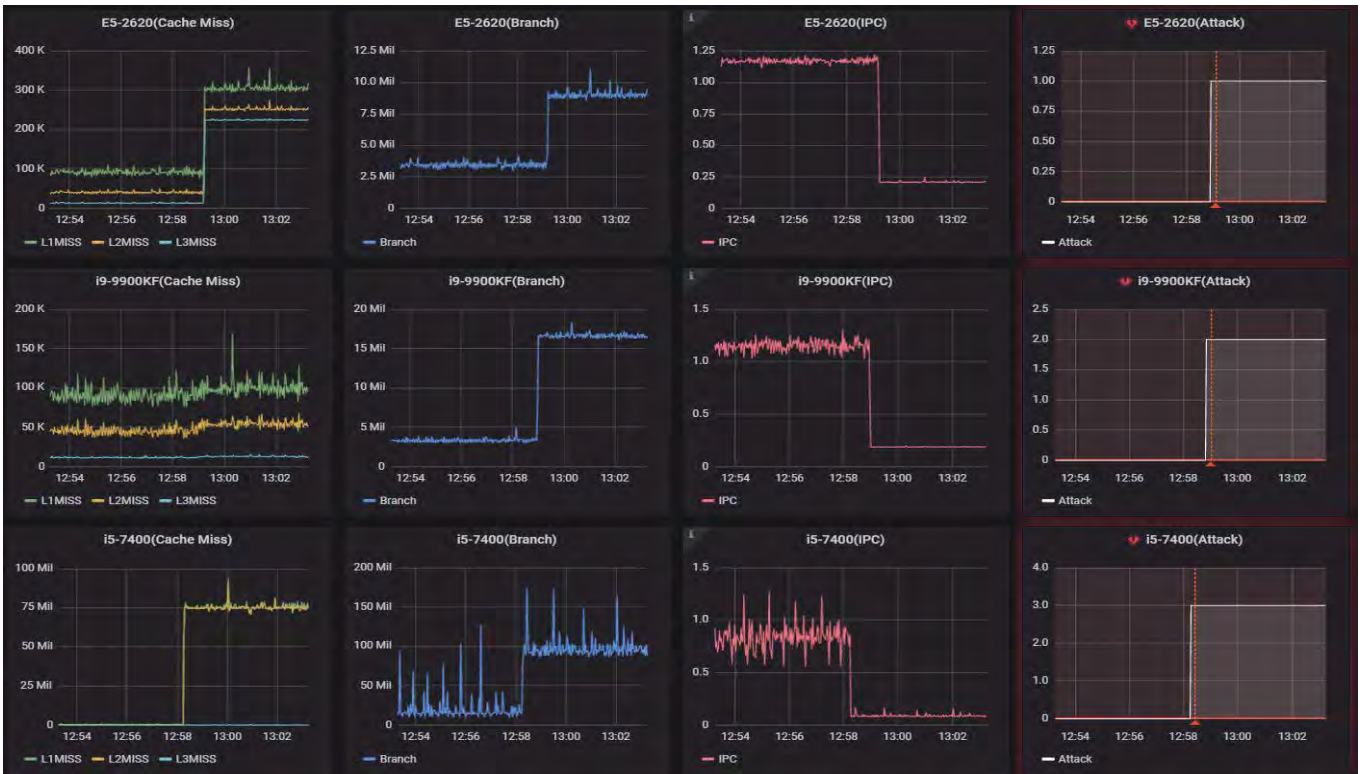 E5-2620(Cache Miss)
400 K
300 K
200 K
100 K
0
12:54 12:56 12:58 13:00 13:02
L1MISS L2MISS L3MISS
E5-2620(Branch)
12.5 Mil
10.0 Mil
7.5 Mil
5.0 Mil
2.5 Mil
0
12:54 12:56 12:58 13:00 13:02
Branch
i
E5-2620(IPC)
1.25
1.00
0.75
0.50
0.25
0
12:54 12:56 12:58 13:00 13:02
IPC
E5-2620(Attack)
1.25
1.00
0.75
0.50
0.25
0
12:54 12:56 12:58 13:00 13:02
Attack
i9-9900KF(Cache Miss)
200 K
150 K
100 K
50 K
0
12:54 12:56 12:58 13:00 13:02
L1MISS L2MISS L3MISS
i9-9900KF(Branch)
20 Mil
15 Mil
10 Mil
5 Mil
0
12:54 12:56 12:58 13:00 13:02
Branch
i
i9-9900KF(IPC)
1.5
1.0
0.5
0
12:54 12:56 12:58 13:00 13:02
IPC
i9-9900KF(Attack)
2.5
2.0
1.5
1.0
0.5
0
12:54 12:56 12:58 13:00 13:02
Attack
i5-7400(Cache Miss)
100 Mil
75 Mil
50 Mil
25 Mil
0
12:54 12:56 12:58 13:00 13:02
L1MISS L2MISS L3MISS
i5-7400(Branch)
200 Mil
150 Mil
100 Mil
50 Mil
0
12:54 12:56 12:58 13:00 13:02
Branch
i
i5-7400(IPC)
1.5
1.0
0.5
0
12:54 12:56 12:58 13:00 13:02
IPC
i5-7400(Attack)
4.0
3.0
2.0
1.0
0
12:54 12:56 12:58 13:00 13:02
Attack